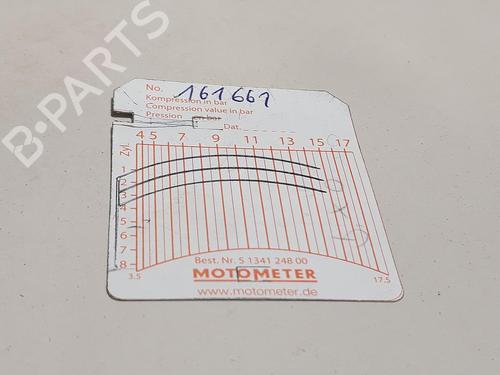 B-PARTS
No. 161661
Kompression in bar
Compression value in bar
Pression en bar
Dat.
4 5 7 9 11 13 15 17
Zyl.
1
2
3
4
5
6
7
8
3.5 17.5
Best. Nr. 5 1341 248 00
MOTOMETER
www.motometer.de